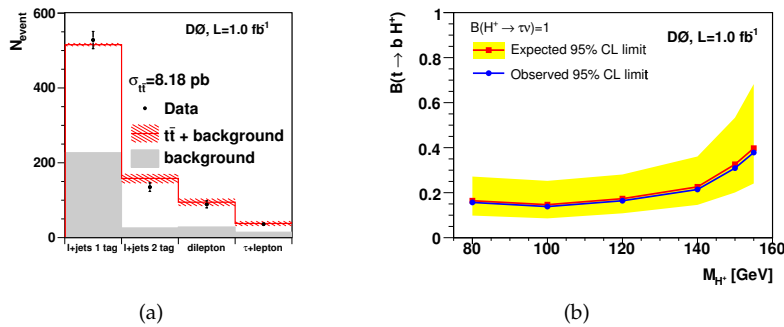 DØ, L=1.0 fb⁻¹
N_event
600
400
200
0
σ_tt̄=8.18 pb
Data
tt̄ + background
background
l+jets 1 tag l+jets 2 tag dilepton τ+lepton
(a)
B(H⁺ → τν)=1
DØ, L=1.0 fb⁻¹
Expected 95% CL limit
Observed 95% CL limit
B(t → b H⁺)
1
0.8
0.6
0.4
0.2
0
80 100 120 140 160
M_H⁺ [GeV]
(b)